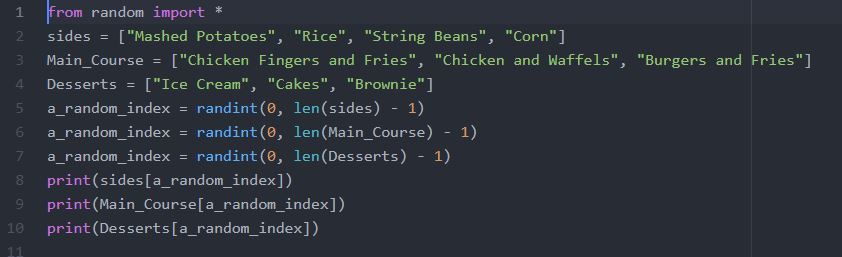 1 from random import *
2 sides = ["Mashed Potatoes", "Rice", "String Beans", "Corn"]
3 Main_Course = ["Chicken Fingers and Fries", "Chicken and Waffels", "Burgers and Fries"]
4 Desserts = ["Ice Cream", "Cakes", "Brownie"]
5 a_random_index = randint(0, len(sides) - 1)
6 a_random_index = randint(0, len(Main_Course) - 1)
7 a_random_index = randint(0, len(Desserts) - 1)
8 print(sides[a_random_index])
9 print(Main_Course[a_random_index])
10 print(Desserts[a_random_index])
11